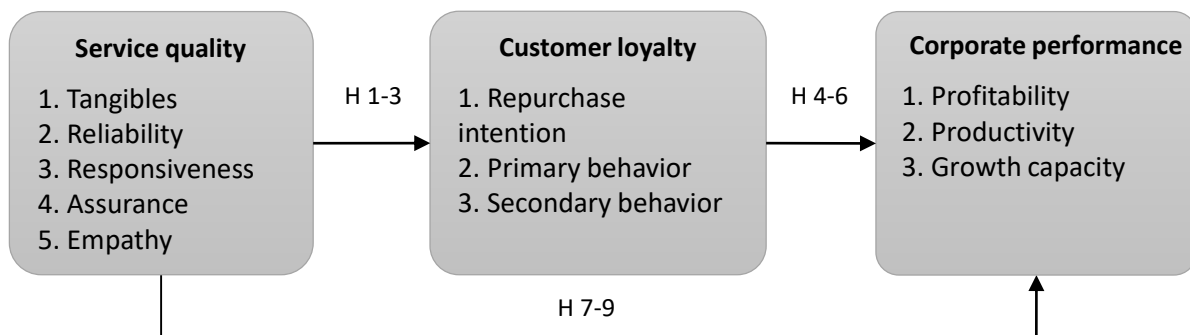 Service quality
1. Tangibles
2. Reliability
3. Responsiveness
4. Assurance
5. Empathy
H 1-3
Customer loyalty
1. Repurchase
intention
2. Primary behavior
3. Secondary behavior
H 4-6
Corporate performance
1. Profitability
2. Productivity
3. Growth capacity
H 7-9